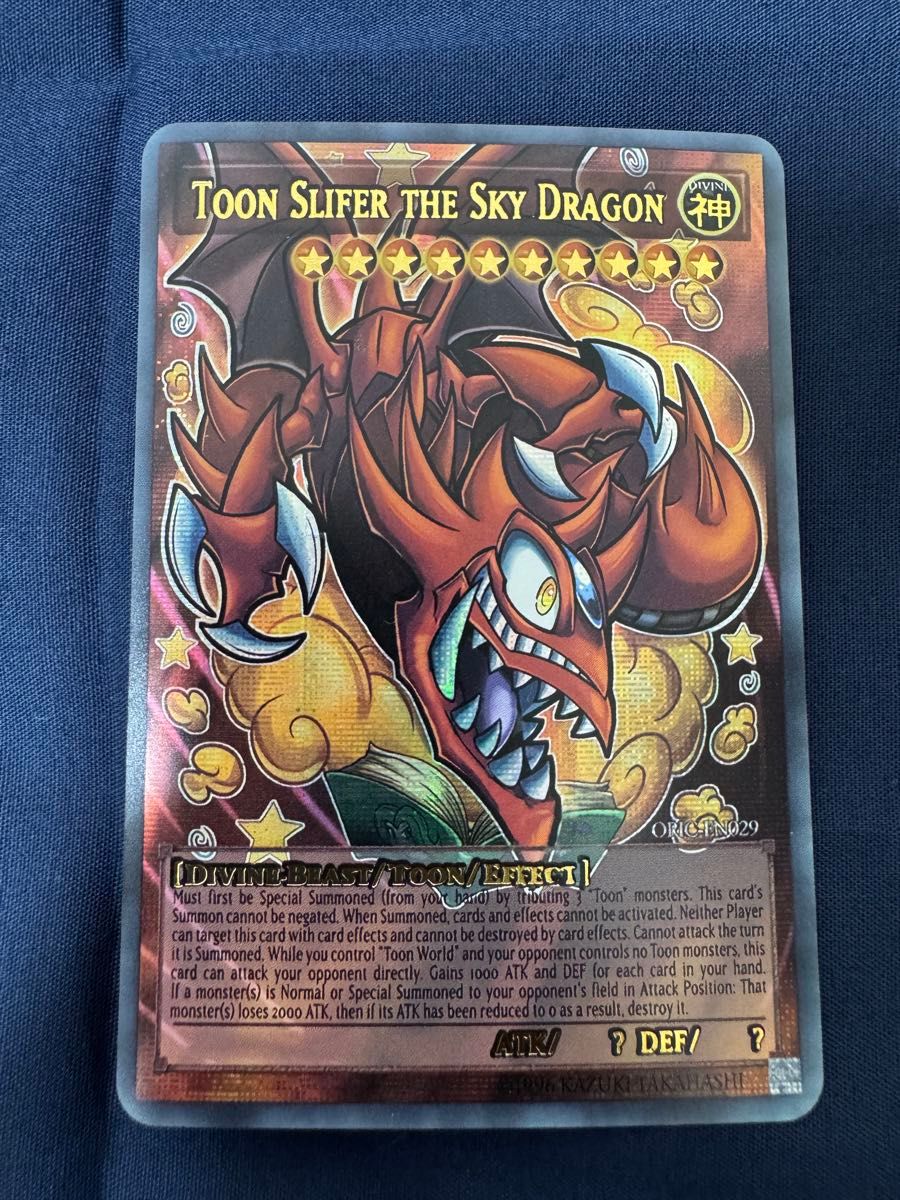 TOON SLIFER THE SKY DRAGON
DIVINE
神
ORIC-EN029
[DIVINE-BEAST/TOON/EFFECT]
Must first be Special Summoned (from your hand) by tributing 3 "Toon" monsters. This card's
Summon cannot be negated. When Summoned, cards and effects cannot be activated. Neither Player
can target this card with card effects and cannot be destroyed by card effects. Cannot attack the turn
it is Summoned. While you control "Toon World" and your opponent controls no Toon monsters, this
card can attack your opponent directly. Gains 1000 ATK and DEF for each card in your hand.
If a monster(s) is Normal or Special Summoned to your opponent's field in Attack Position: That
monster(s) loses 2000 ATK, then if its ATK has been reduced to 0 as a result, destroy it.
ATK/ ? DEF/ ?
©1996 KAZUKI TAKAHASHI